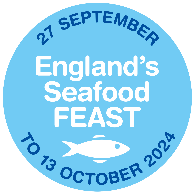 27 SEPTEMBER
England's
Seafood
FEAST
TO 13 OCTOBER 2024